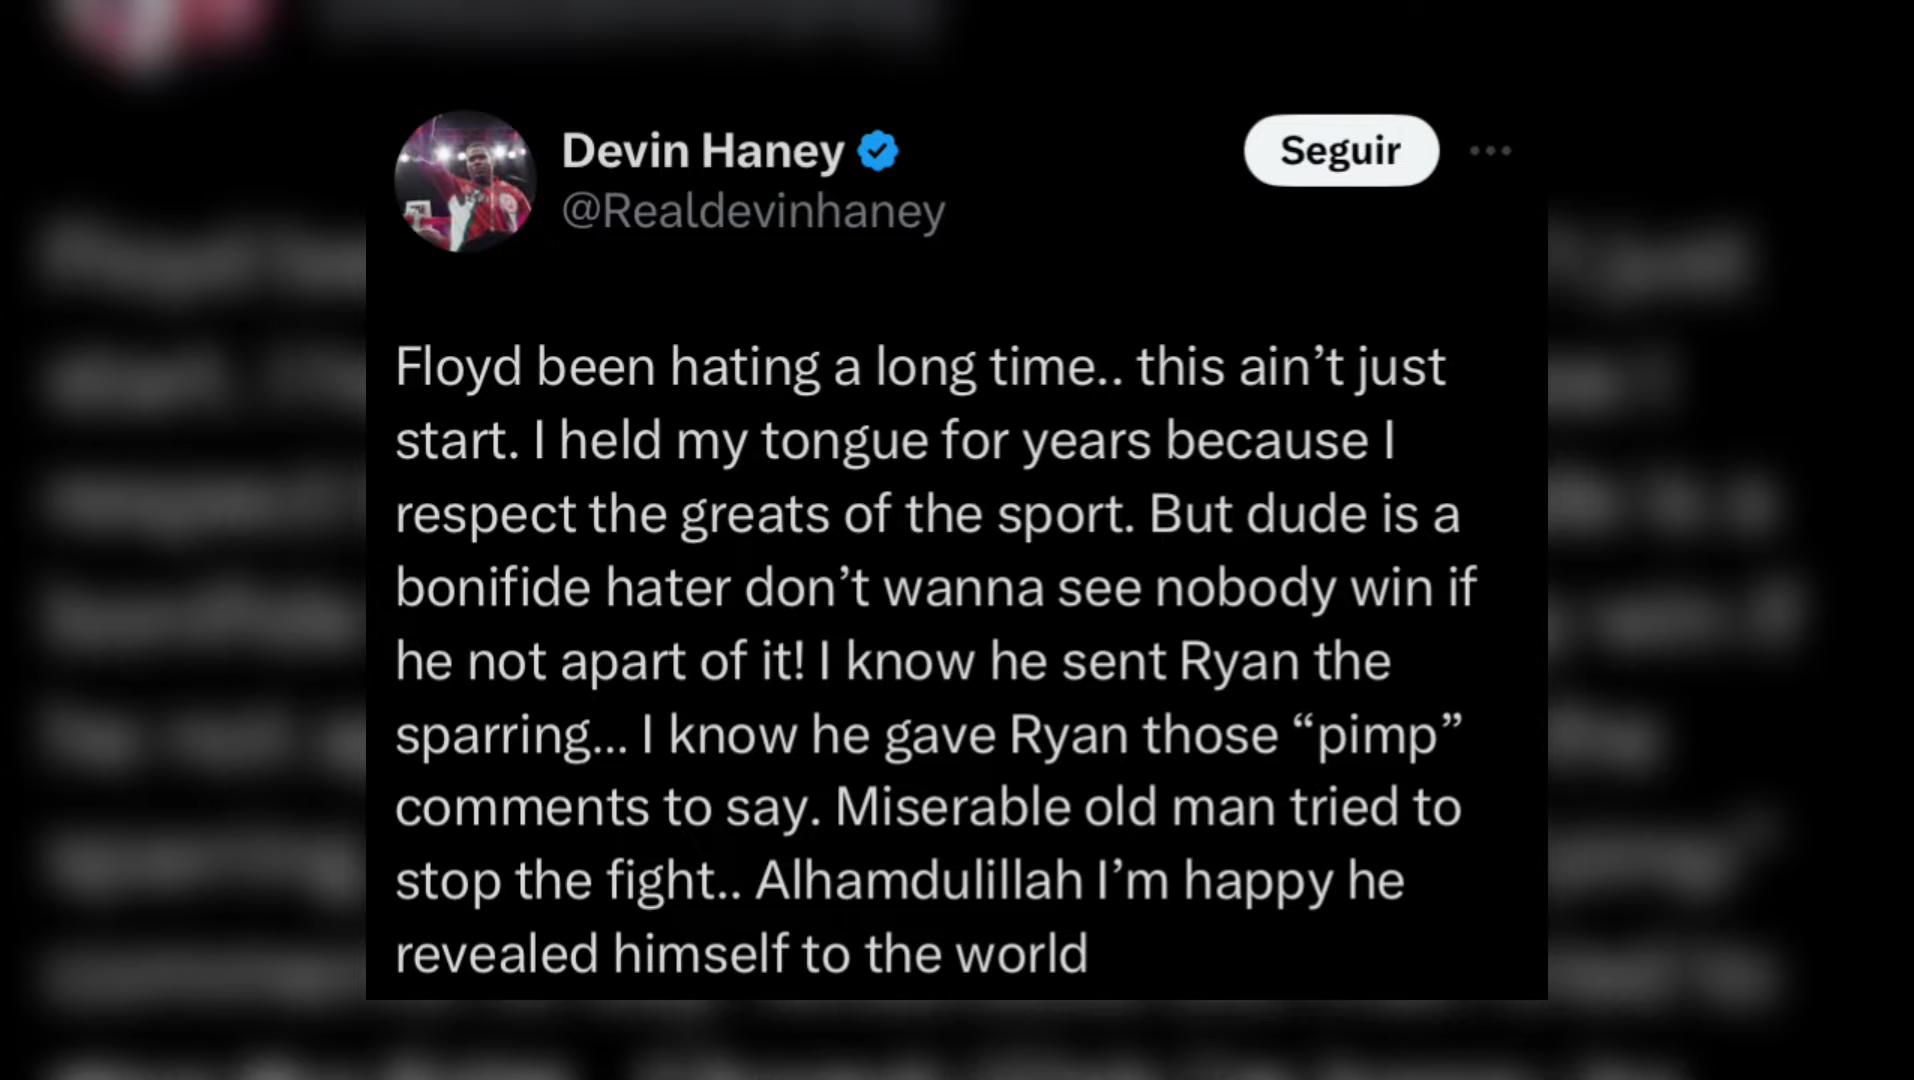 Devin Haney
@Realdevinhaney
Seguir
Floyd been hating a long time.. this ain’t just
start. I held my tongue for years because I
respect the greats of the sport. But dude is a
bonifide hater don’t wanna see nobody win if
he not apart of it! I know he sent Ryan the
sparring... I know he gave Ryan those “pimp”
comments to say. Miserable old man tried to
stop the fight.. Alhamdulillah I’m happy he
revealed himself to the world